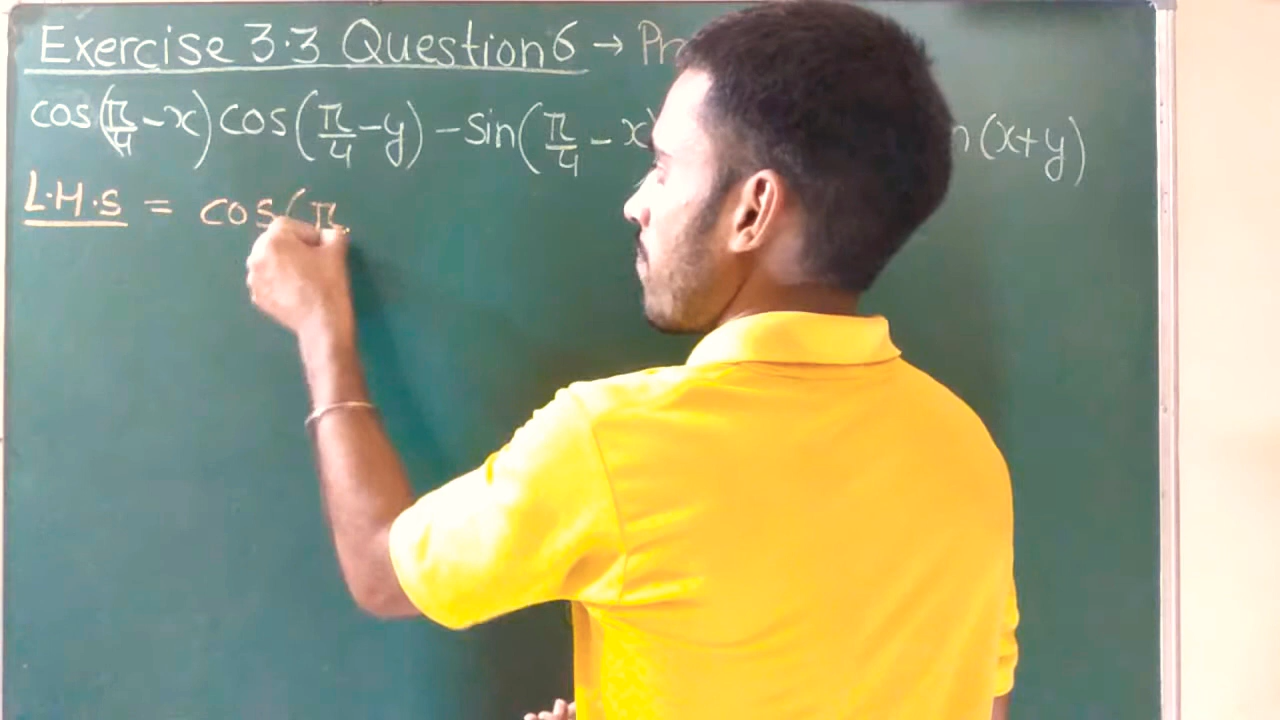 Exercise 3.3 Question 6 → Pr
cos(π/4-x)cos(π/4-y)-sin(π/4-x) n(x+y)
L.H.S = cos(π